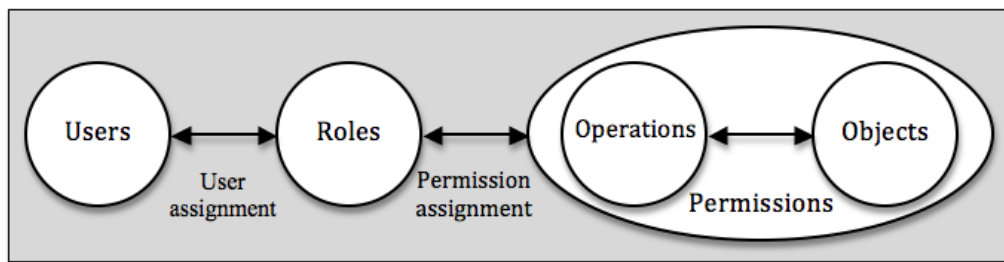 Users
User
assignment
Roles
Permission
assignment
Operations
Objects
Permissions